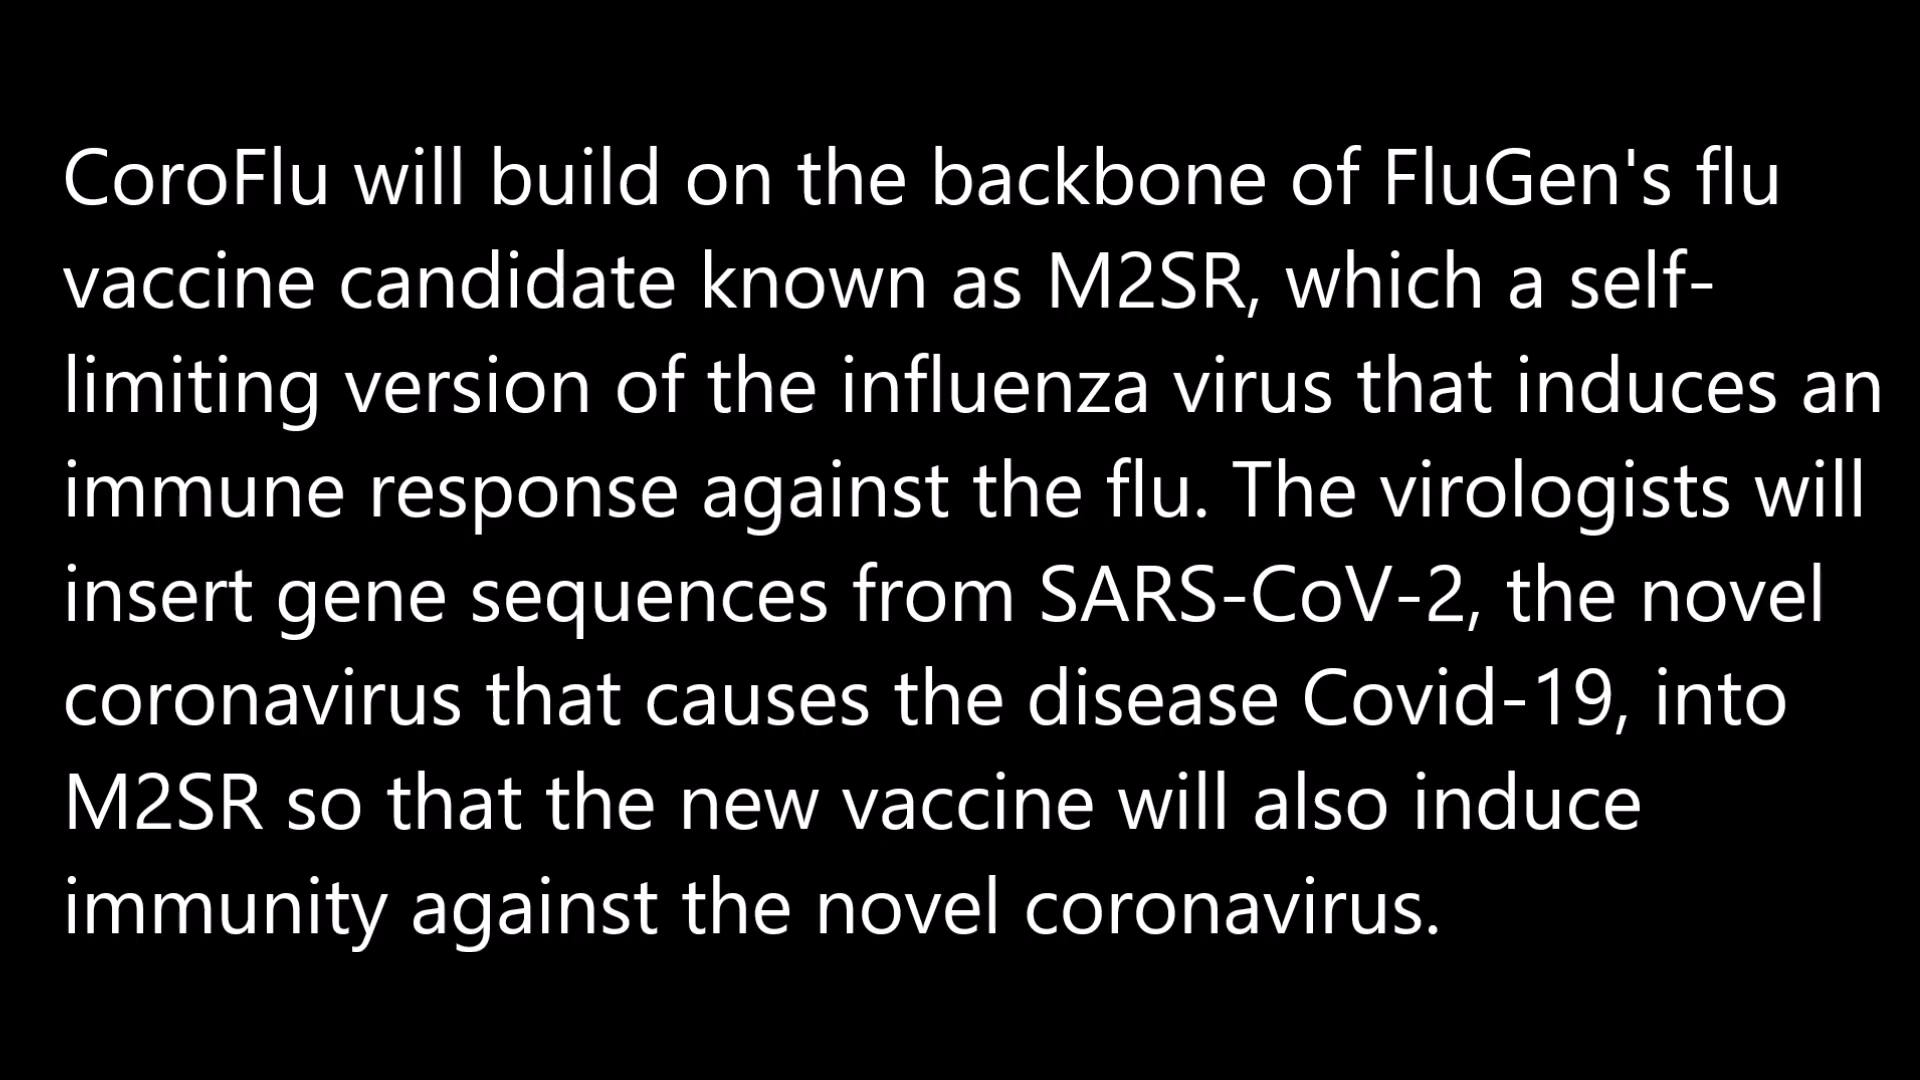 CoroFlu will build on the backbone of FluGen's flu
vaccine candidate known as M2SR, which a self-
limiting version of the influenza virus that induces an
immune response against the flu. The virologists will
insert gene sequences from SARS-CoV-2, the novel
coronavirus that causes the disease Covid-19, into
M2SR so that the new vaccine will also induce
immunity against the novel coronavirus.